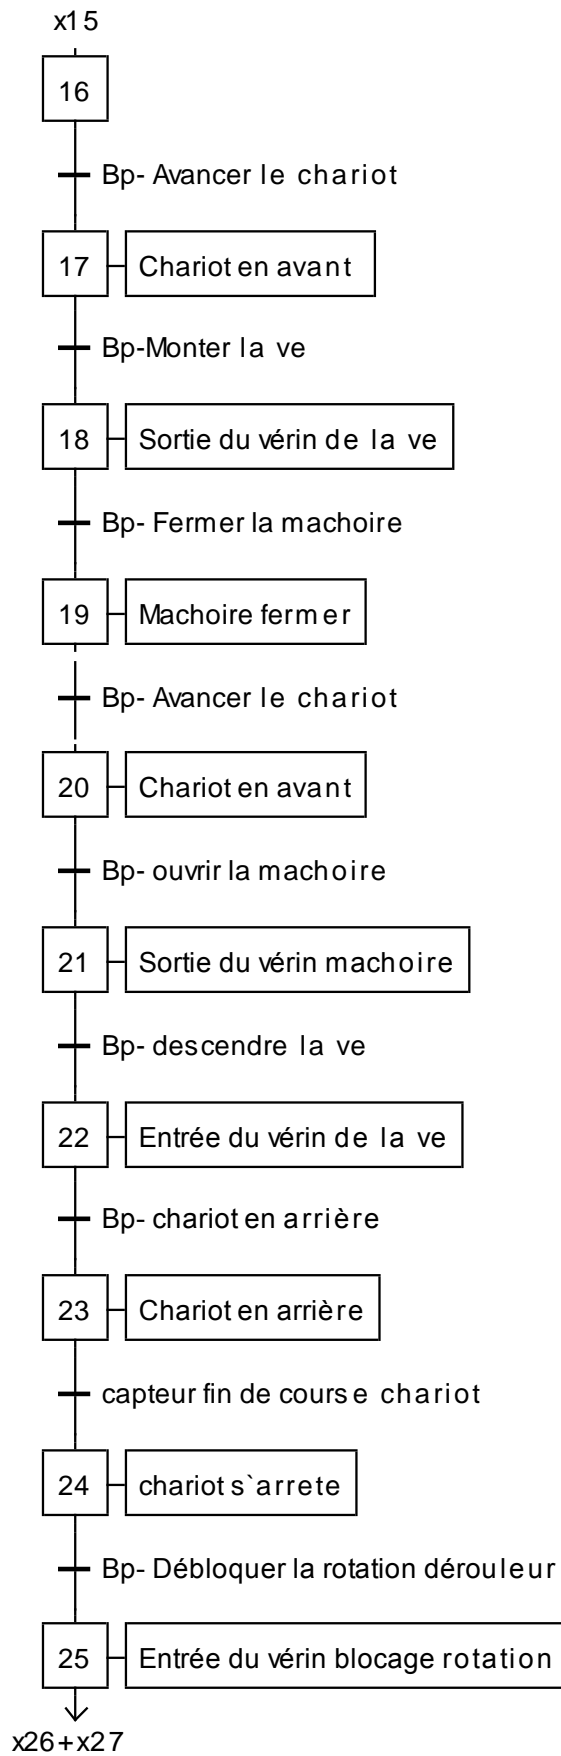 x15
16
Bp- Avancer le chariot
17 Chariot en avant
Bp-Monter la ve
18 Sortie du vérin de la ve
Bp- Fermer la machoire
19 Machoire fermer
Bp- Avancer le chariot
20 Chariot en avant
Bp- ouvrir la machoire
21 Sortie du vérin machoire
Bp- descendre la ve
22 Entrée du vérin de la ve
Bp- chariot en arrière
23 Chariot en arrière
capteur fin de course chariot
24 chariot s`arrete
Bp- Débloquer la rotation dérouleur
25 Entrée du vérin blocage rotation
x26+x27